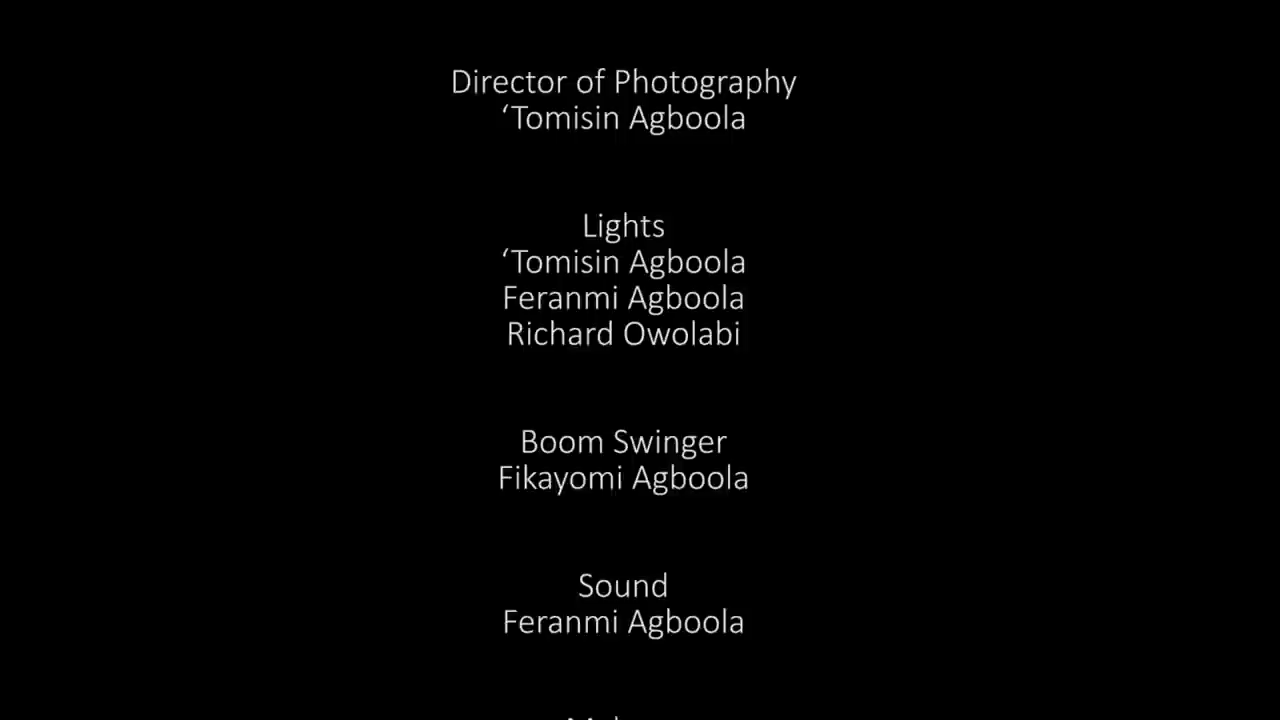 Director of Photography
‘Tomisin Agboola
Lights
‘Tomisin Agboola
Feranmi Agboola
Richard Owolabi
Boom Swinger
Fikayomi Agboola
Sound
Feranmi Agboola